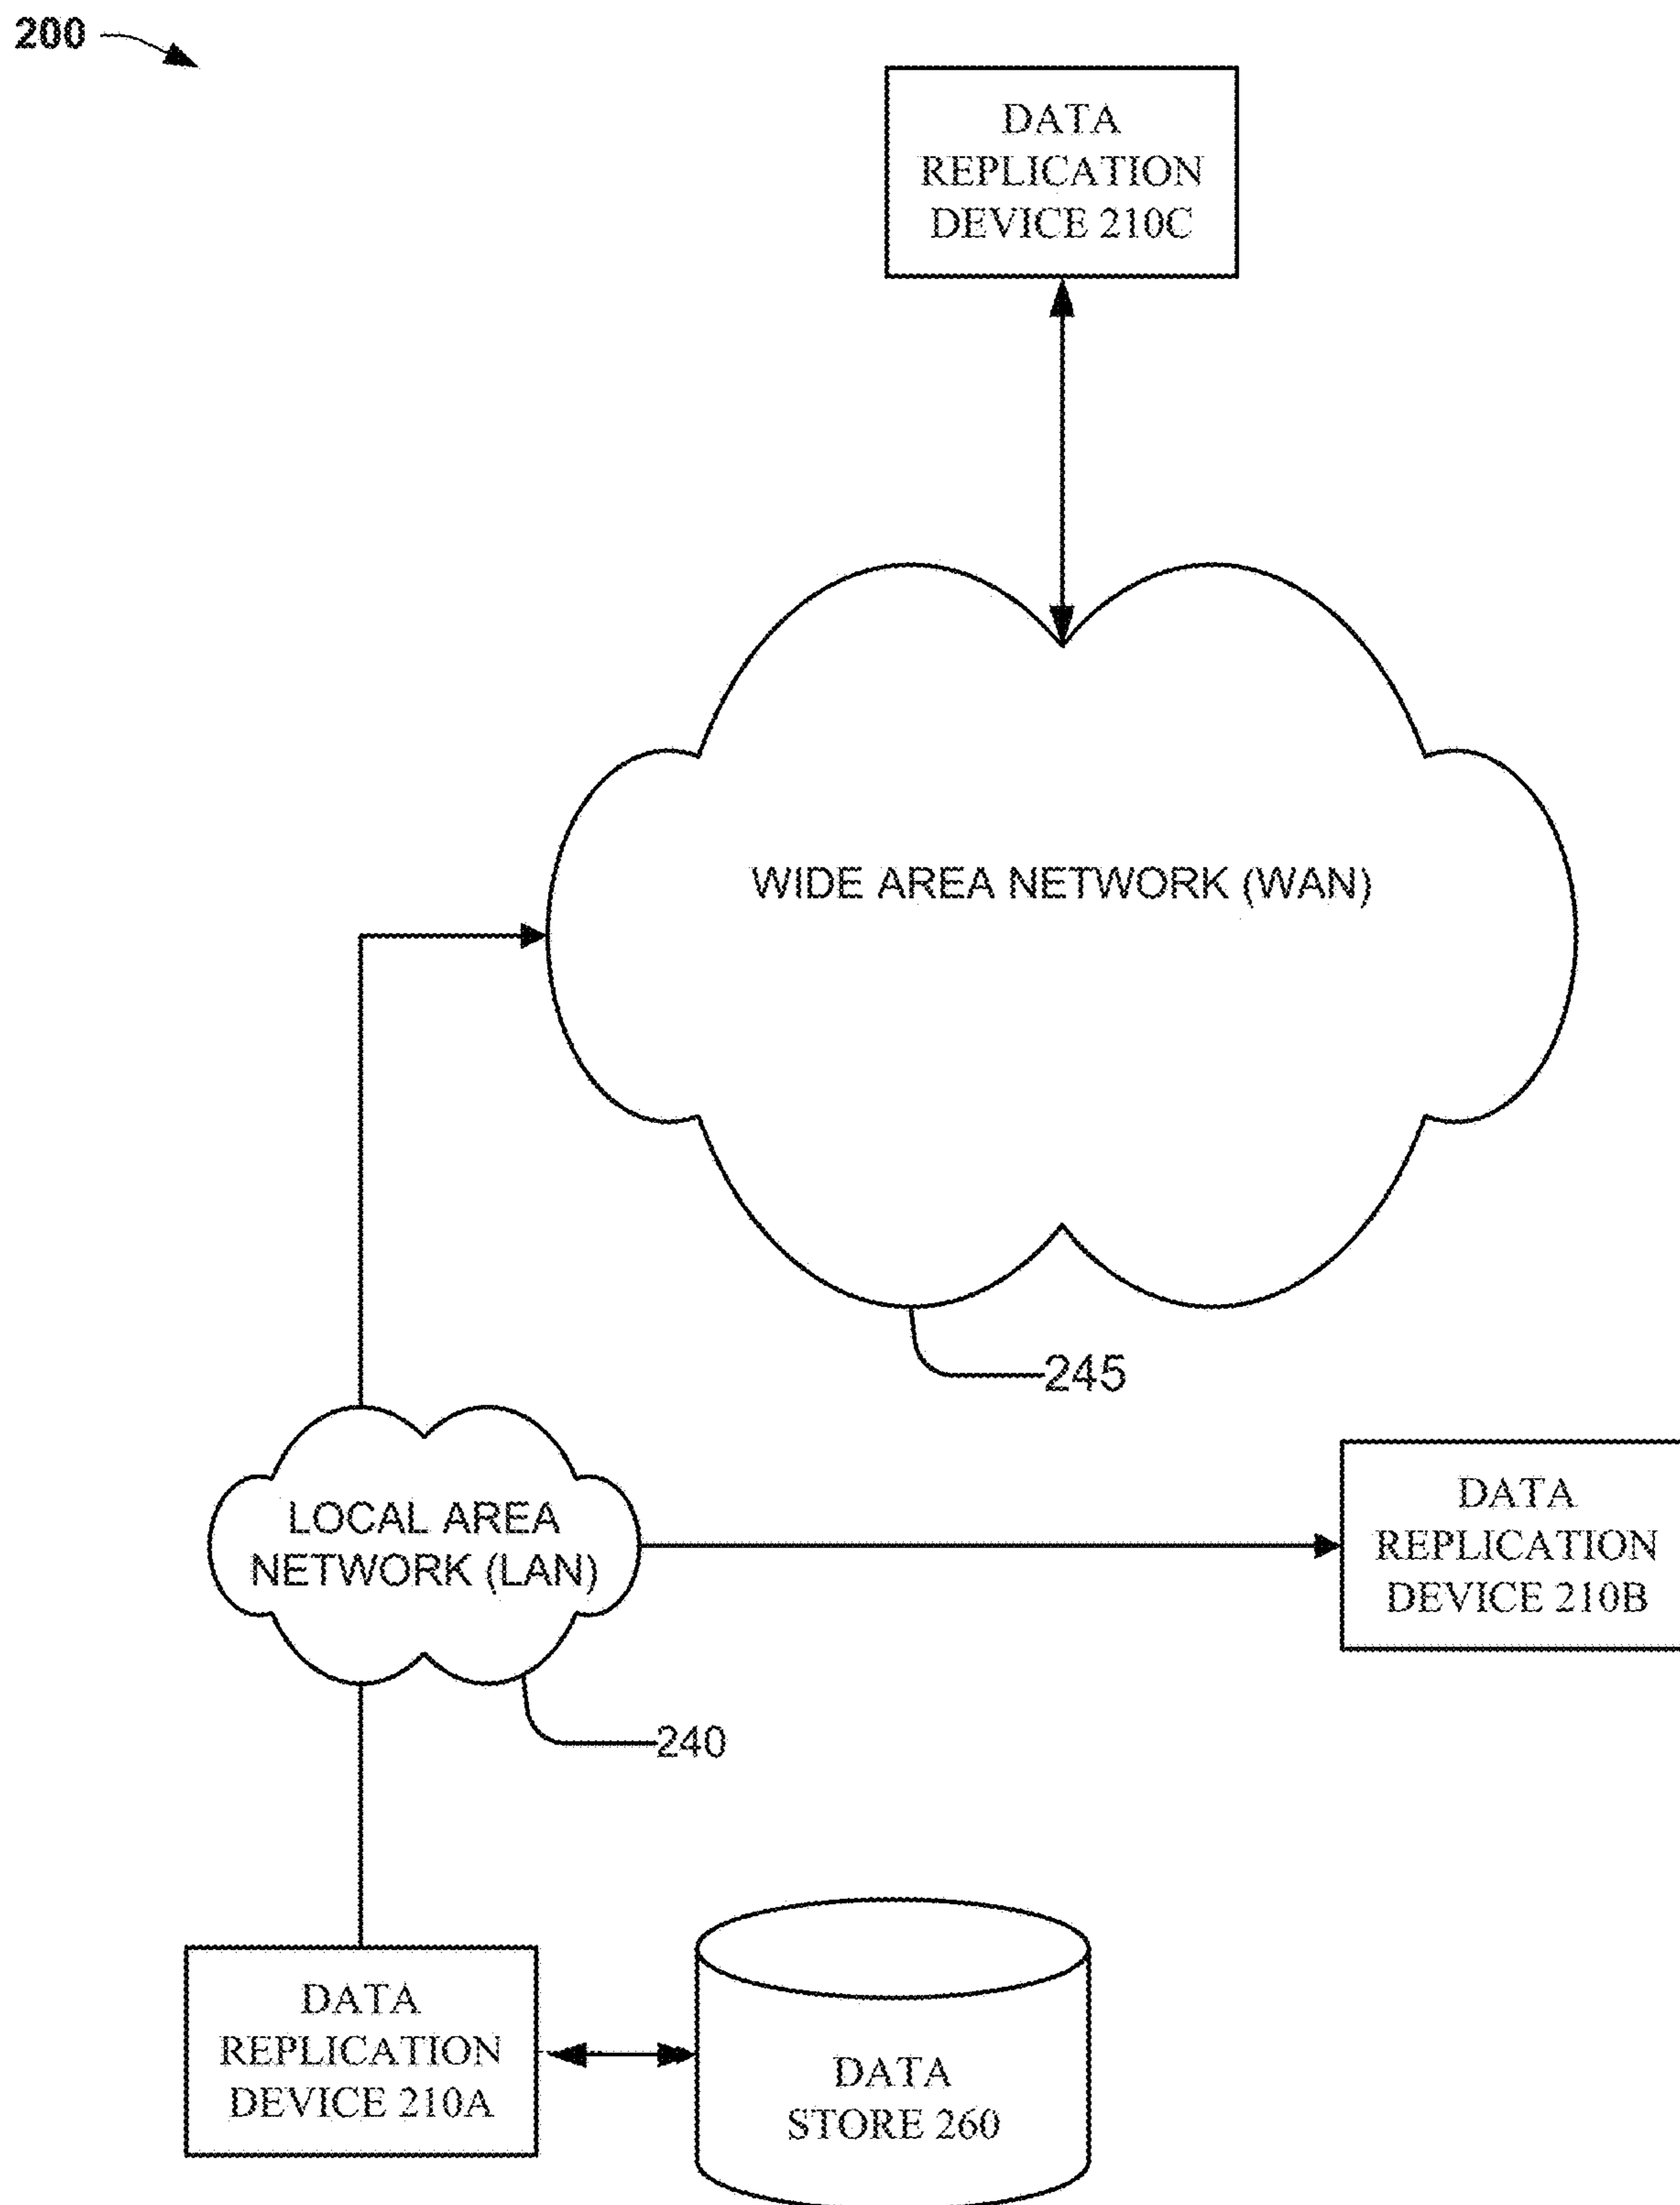 200
DATA
REPLICATION
DEVICE 210C
WIDE AREA NETWORK (WAN)
245
LOCAL AREA
NETWORK (LAN)
DATA
REPLICATION
DEVICE 210B
240
DATA
REPLICATION
DEVICE 210A
DATA
STORE 260